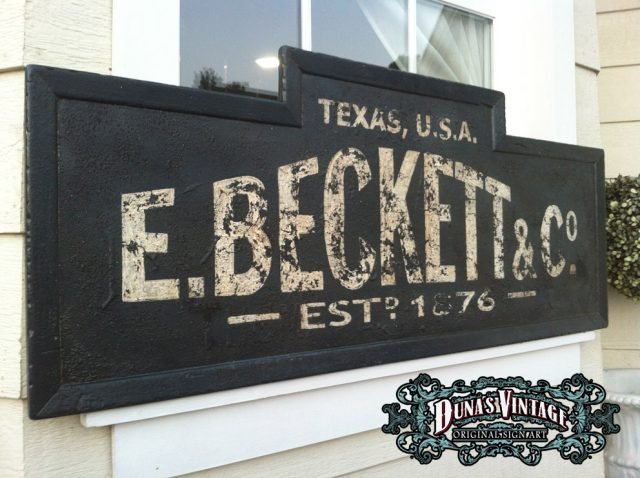 TEXAS, U.S.A.
E. BECKETT & Cº.
— ESTD 1876 —
DUNA'S VINTAGE
ORIGINAL SIGN ART